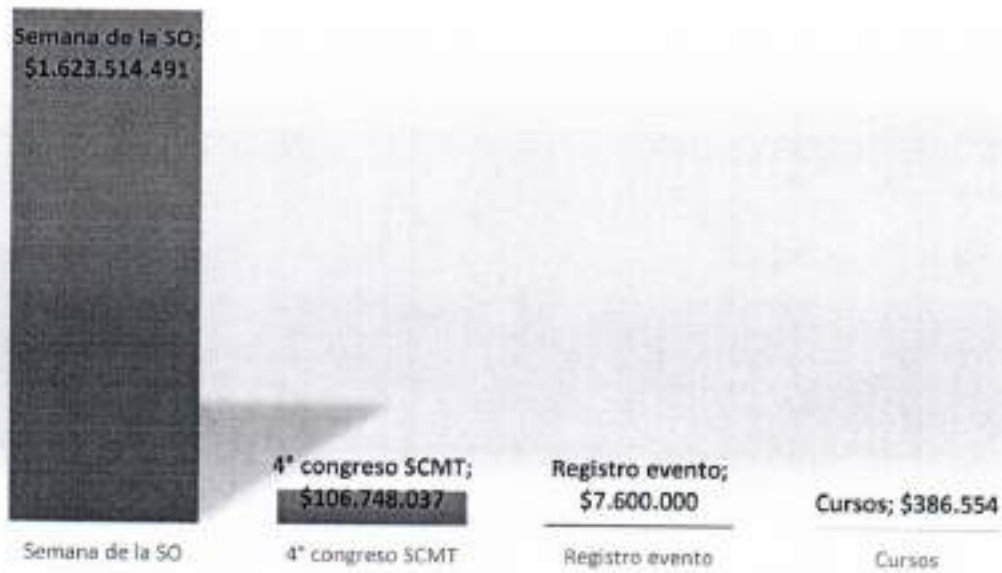 Semana de la SO;
$1.623.514.491
4° congreso SCMT;
$106.748.037
Registro evento;
$7.600.000
Cursos; $386.554
Semana de la SO
4° congreso SCMT
Registro evento
Cursos